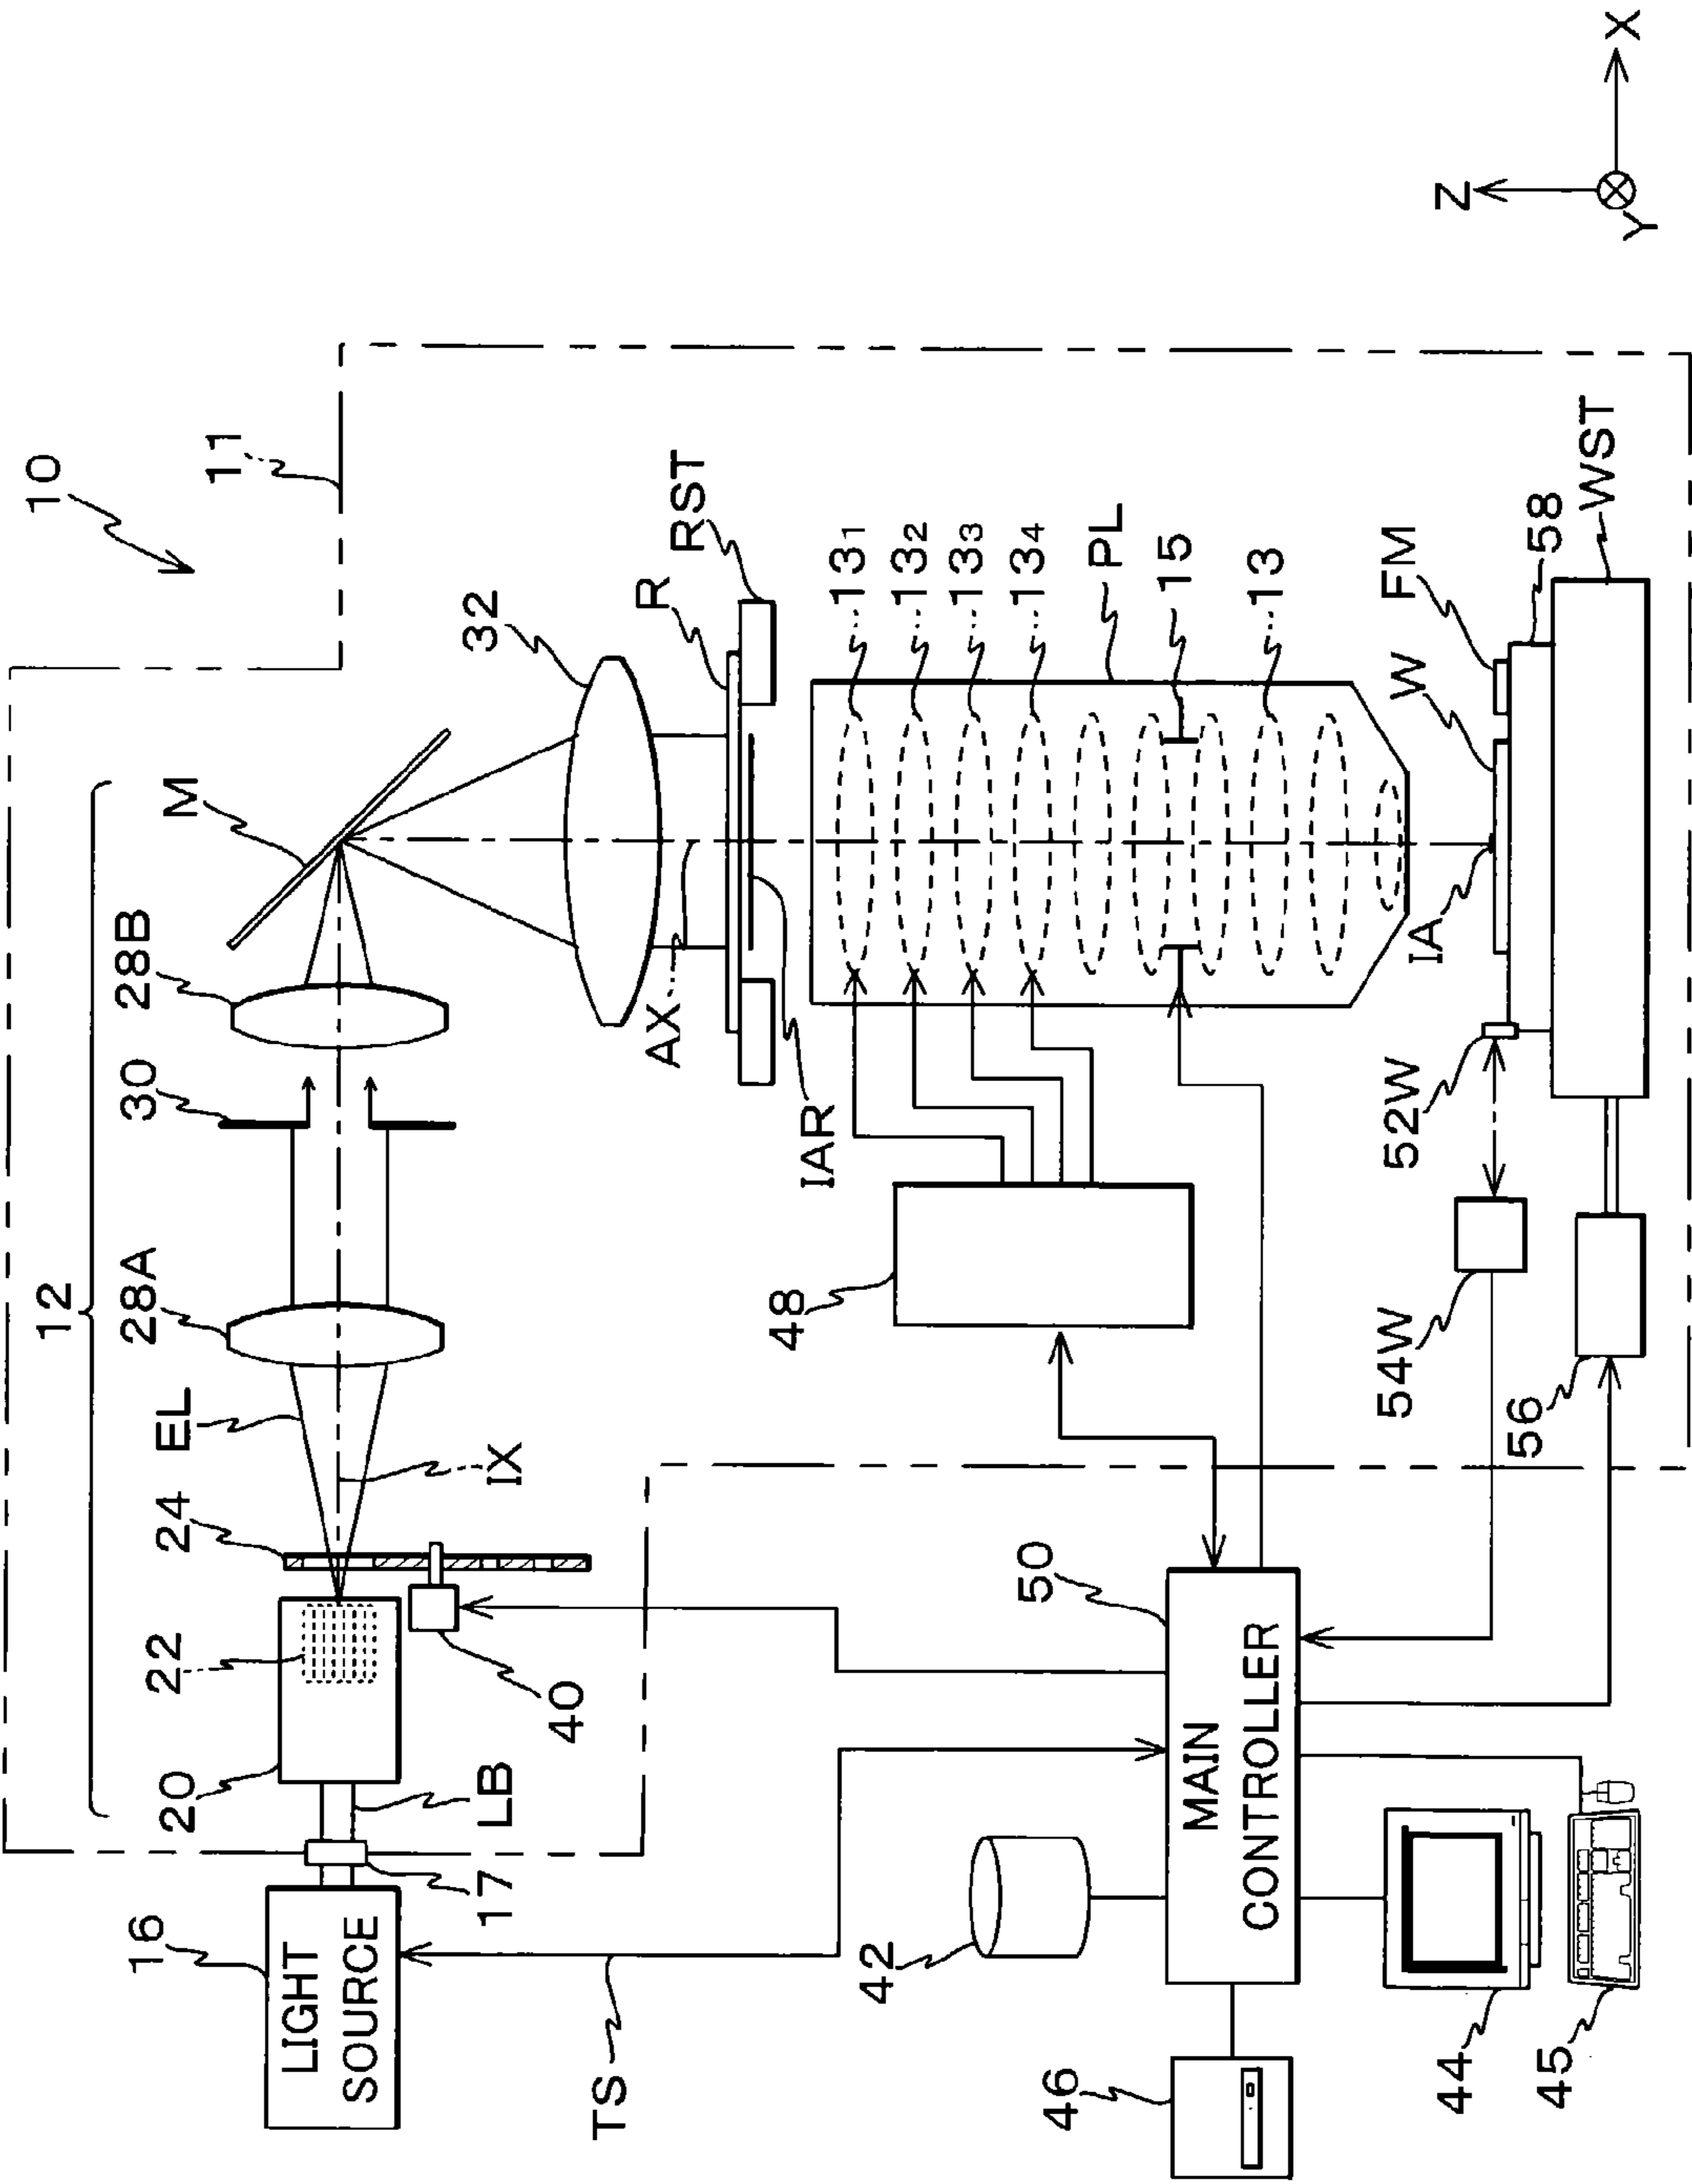 10
12
11
M
28B
30
28A
EL
24
22
20
16
LIGHT
SOURCE
17
LB
40
IX
32
R
RST
AX
IAR
13₁
13₂
13₃
13₄
PL
15
13
48
TS
42
50
MAIN
CONTROLLER
46
44
45
IA
W
FM
58
WST
52W
54W
56
Z
X
Y